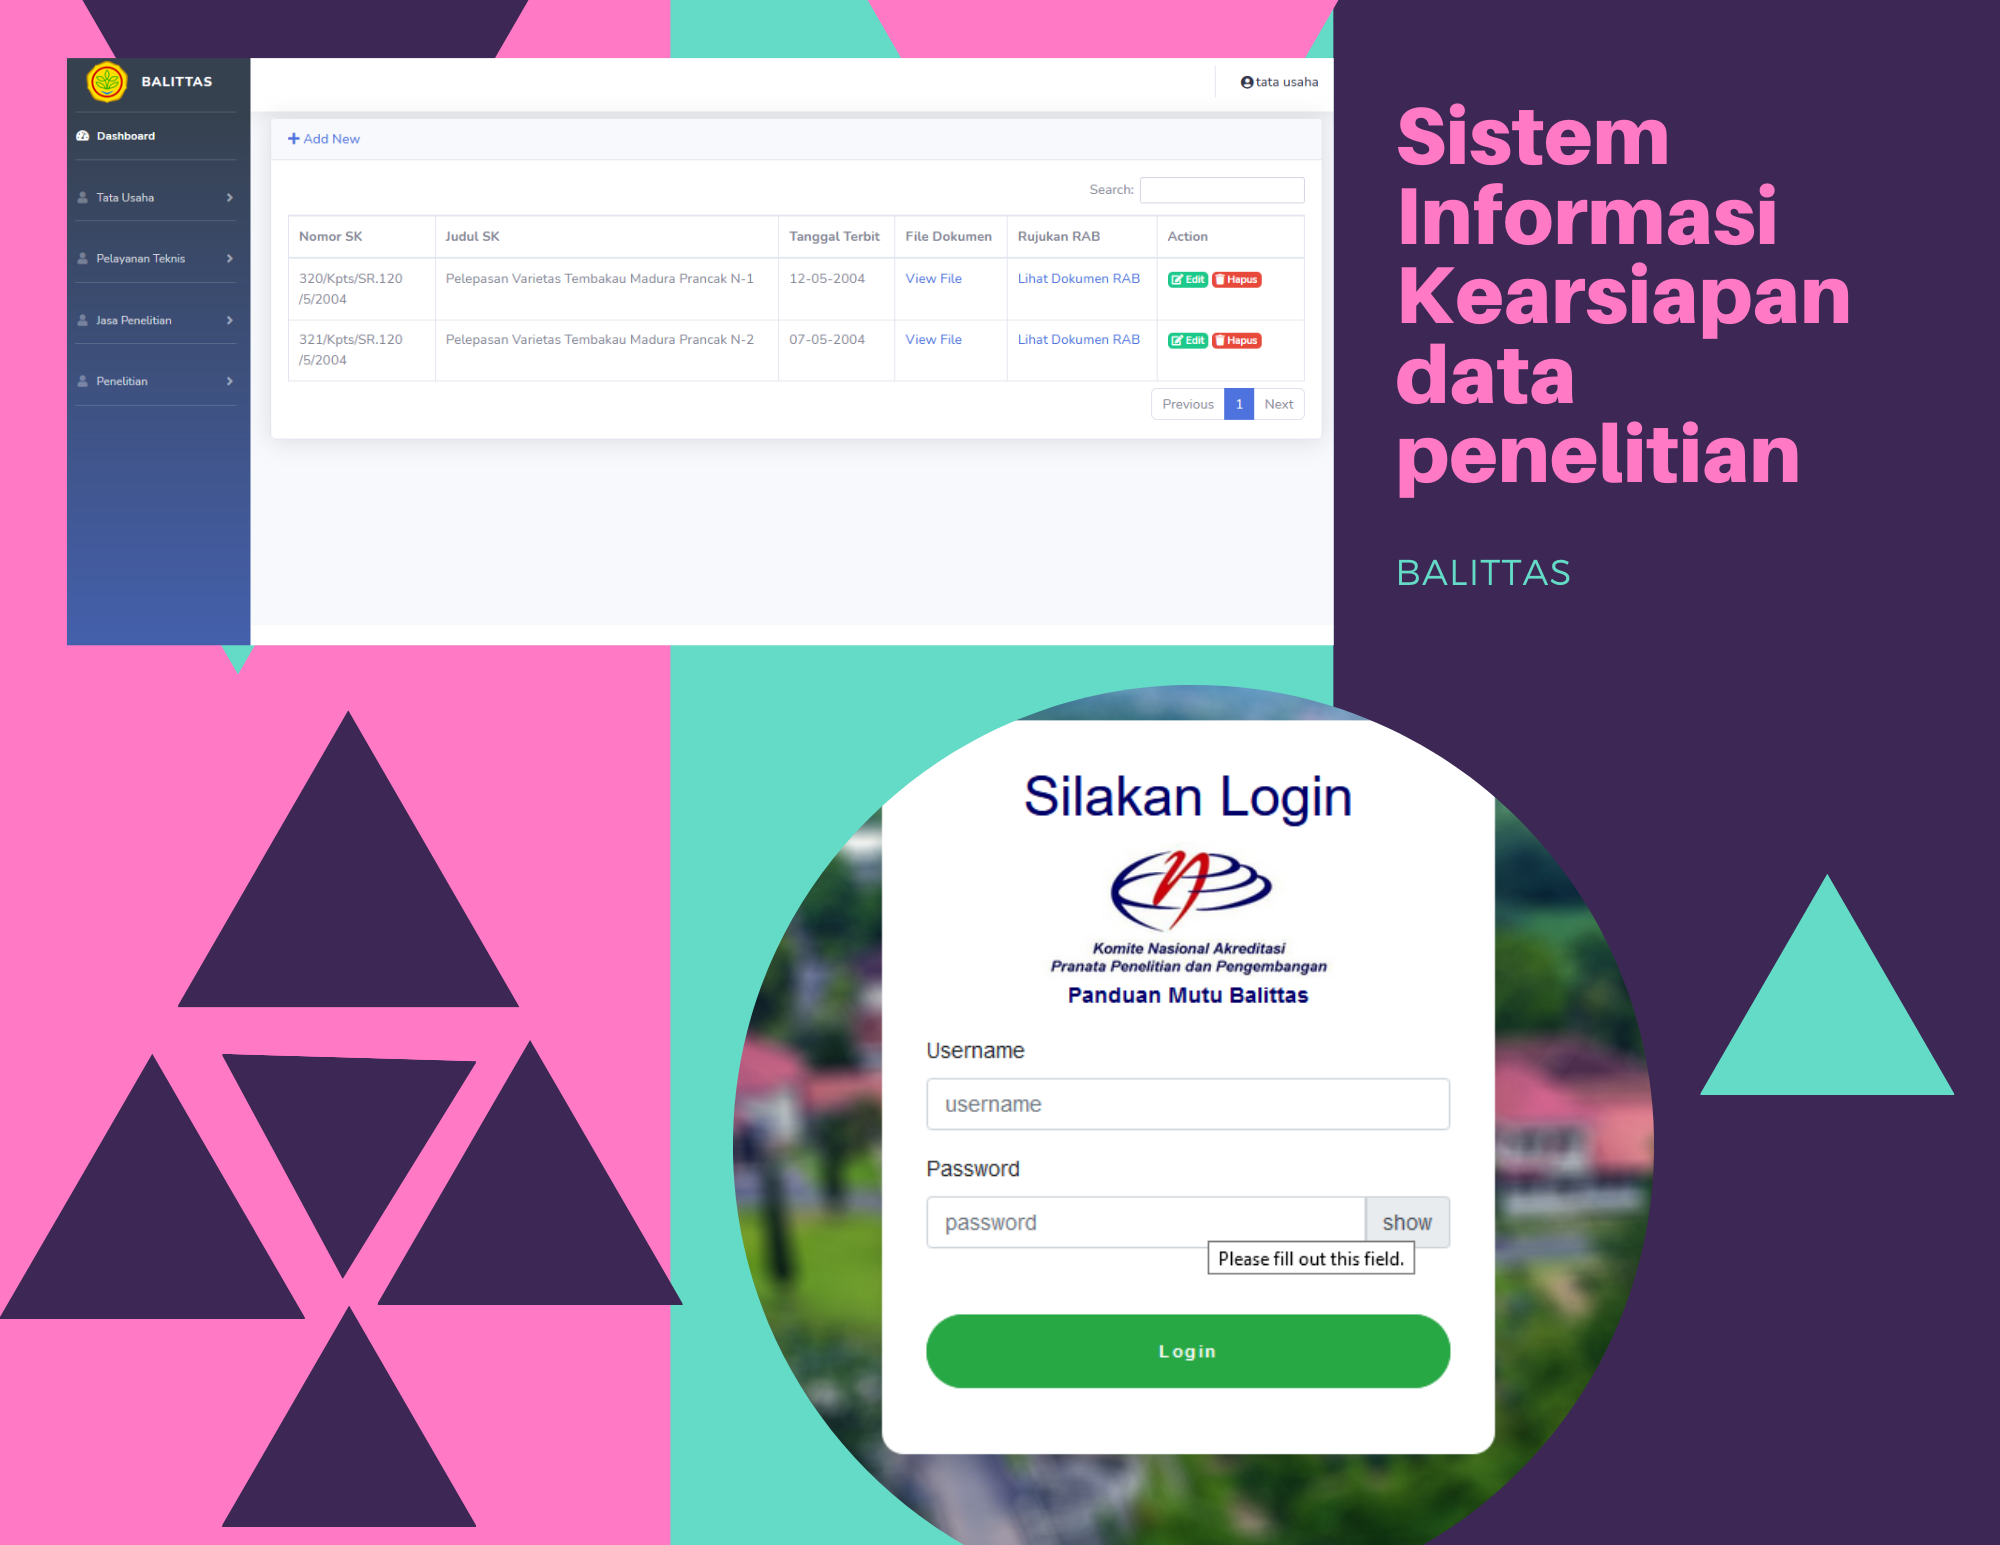 BALITTAS
tata usaha
Dashboard
Tata Usaha
Pelayanan Teknis
Jasa Penelitian
Penelitian
Add New
Search:
Nomor SK Judul SK Tanggal Terbit File Dokumen Rujukan RAB Action
320/Kpts/SR.120 Pelepasan Varietas Tembakau Madura Prancak N-1 12-05-2004 View File Lihat Dokumen RAB Edit Hapus
/5/2004
321/Kpts/SR.120 Pelepasan Varietas Tembakau Madura Prancak N-2 07-05-2004 View File Lihat Dokumen RAB Edit Hapus
/5/2004
Previous 1 Next
Sistem
Informasi
Kearsiapan
data
penelitian
BALITTAS
Silakan Login
Komite Nasional Akreditasi
Pranata Penelitian dan Pengembangan
Panduan Mutu Balittas
Username
username
Password
password show
Please fill out this field.
Login